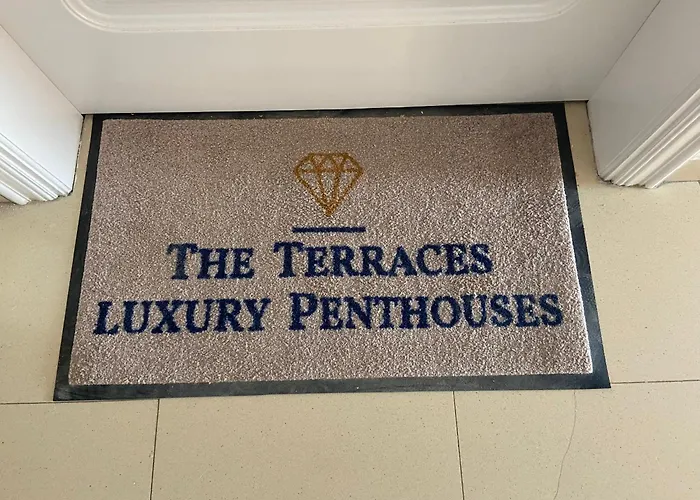 The Terraces
Luxury Penthouses